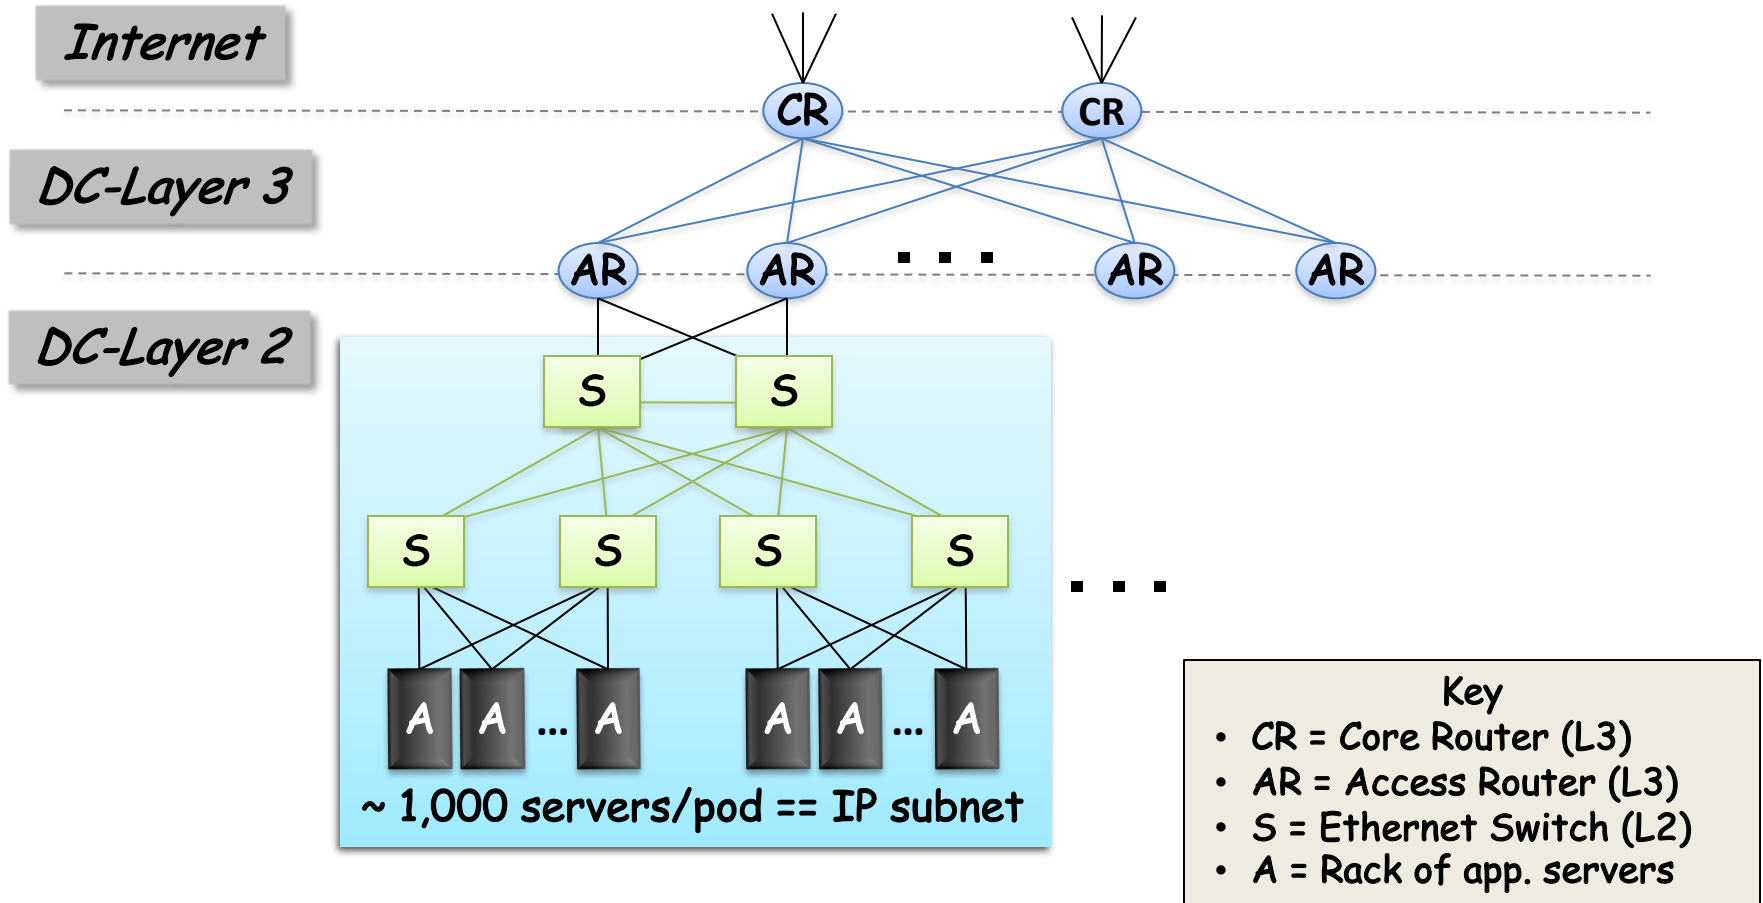 Internet
CR CR
DC-Layer 3
AR AR . . . AR AR
DC-Layer 2
S S
S S S S
. . .
A A ... A A A ... A
~ 1,000 servers/pod == IP subnet
Key
• CR = Core Router (L3)
• AR = Access Router (L3)
• S = Ethernet Switch (L2)
• A = Rack of app. servers